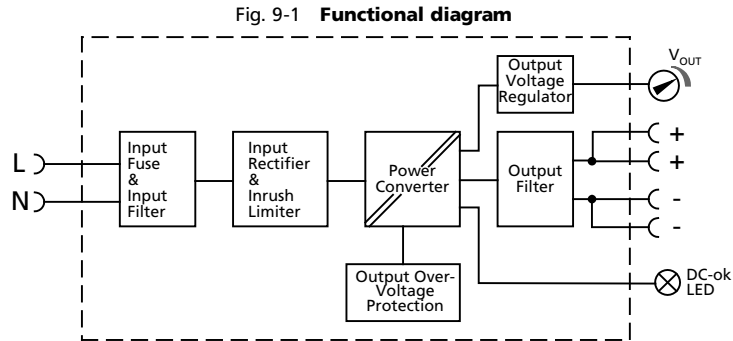 Fig. 9-1 Functional diagram
Output
Voltage
Regulator
VOUT
Input
Fuse
&
Input
Filter
Input
Rectifier
&
Inrush
Limiter
Power
Converter
Output
Filter
L
N
+
+
-
-
Output Over-
Voltage
Protection
DC-ok
LED